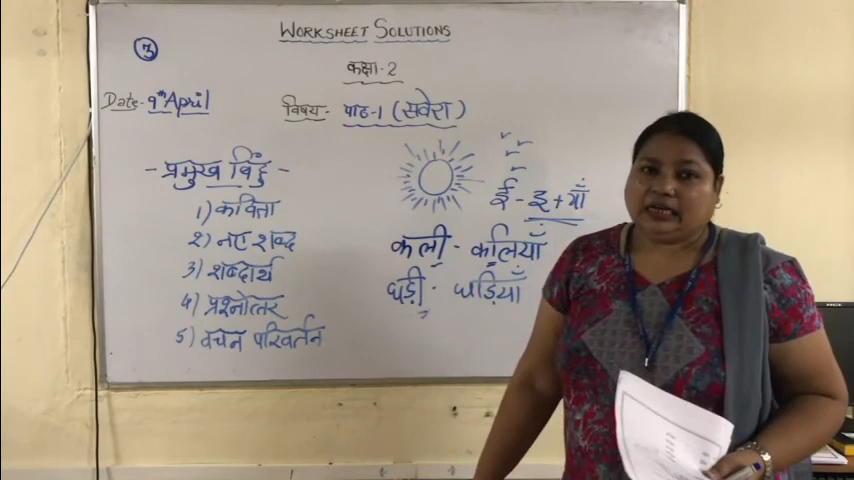 WORKSHEET SOLUTIONS
3
कक्षा-2
Date- 9th April
विषय- पाठ-1 (सवेरा)
- प्रमुख बिंदु -
1) कविता
2) नए शब्द
3) शब्दार्थ
4) प्रश्नोत्तर
5) वचन परिवर्तन
ई - इ + याँ
कली - कलियाँ
घड़ी - घड़ियाँ